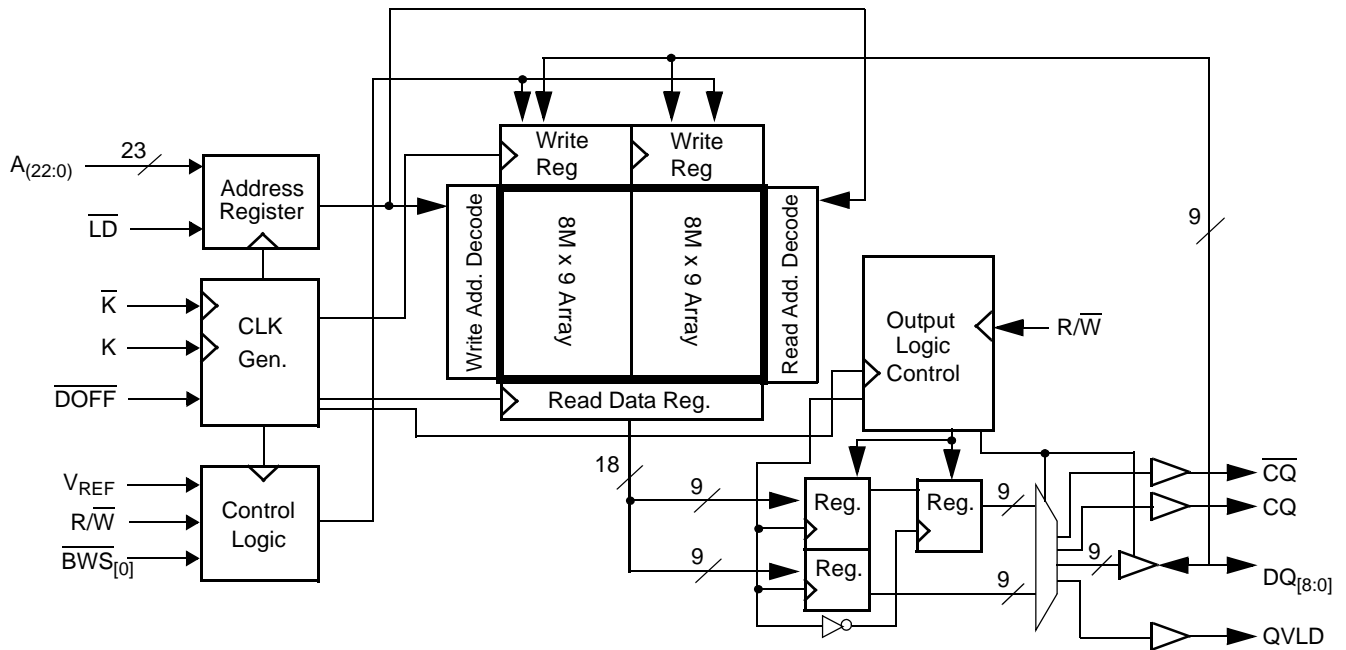 A(22:0)
23
LD
Address
Register
K
K
DOFF
CLK
Gen.
VREF
R/W
BWS[0]
Control
Logic
Write
Reg
Write
Reg
Write Add. Decode
8M x 9 Array
8M x 9 Array
Read Add. Decode
Read Data Reg.
9
Output
Logic
Control
R/W
18
9
9
Reg.
Reg.
Reg.
9
9
9
CQ
CQ
DQ[8:0]
QVLD